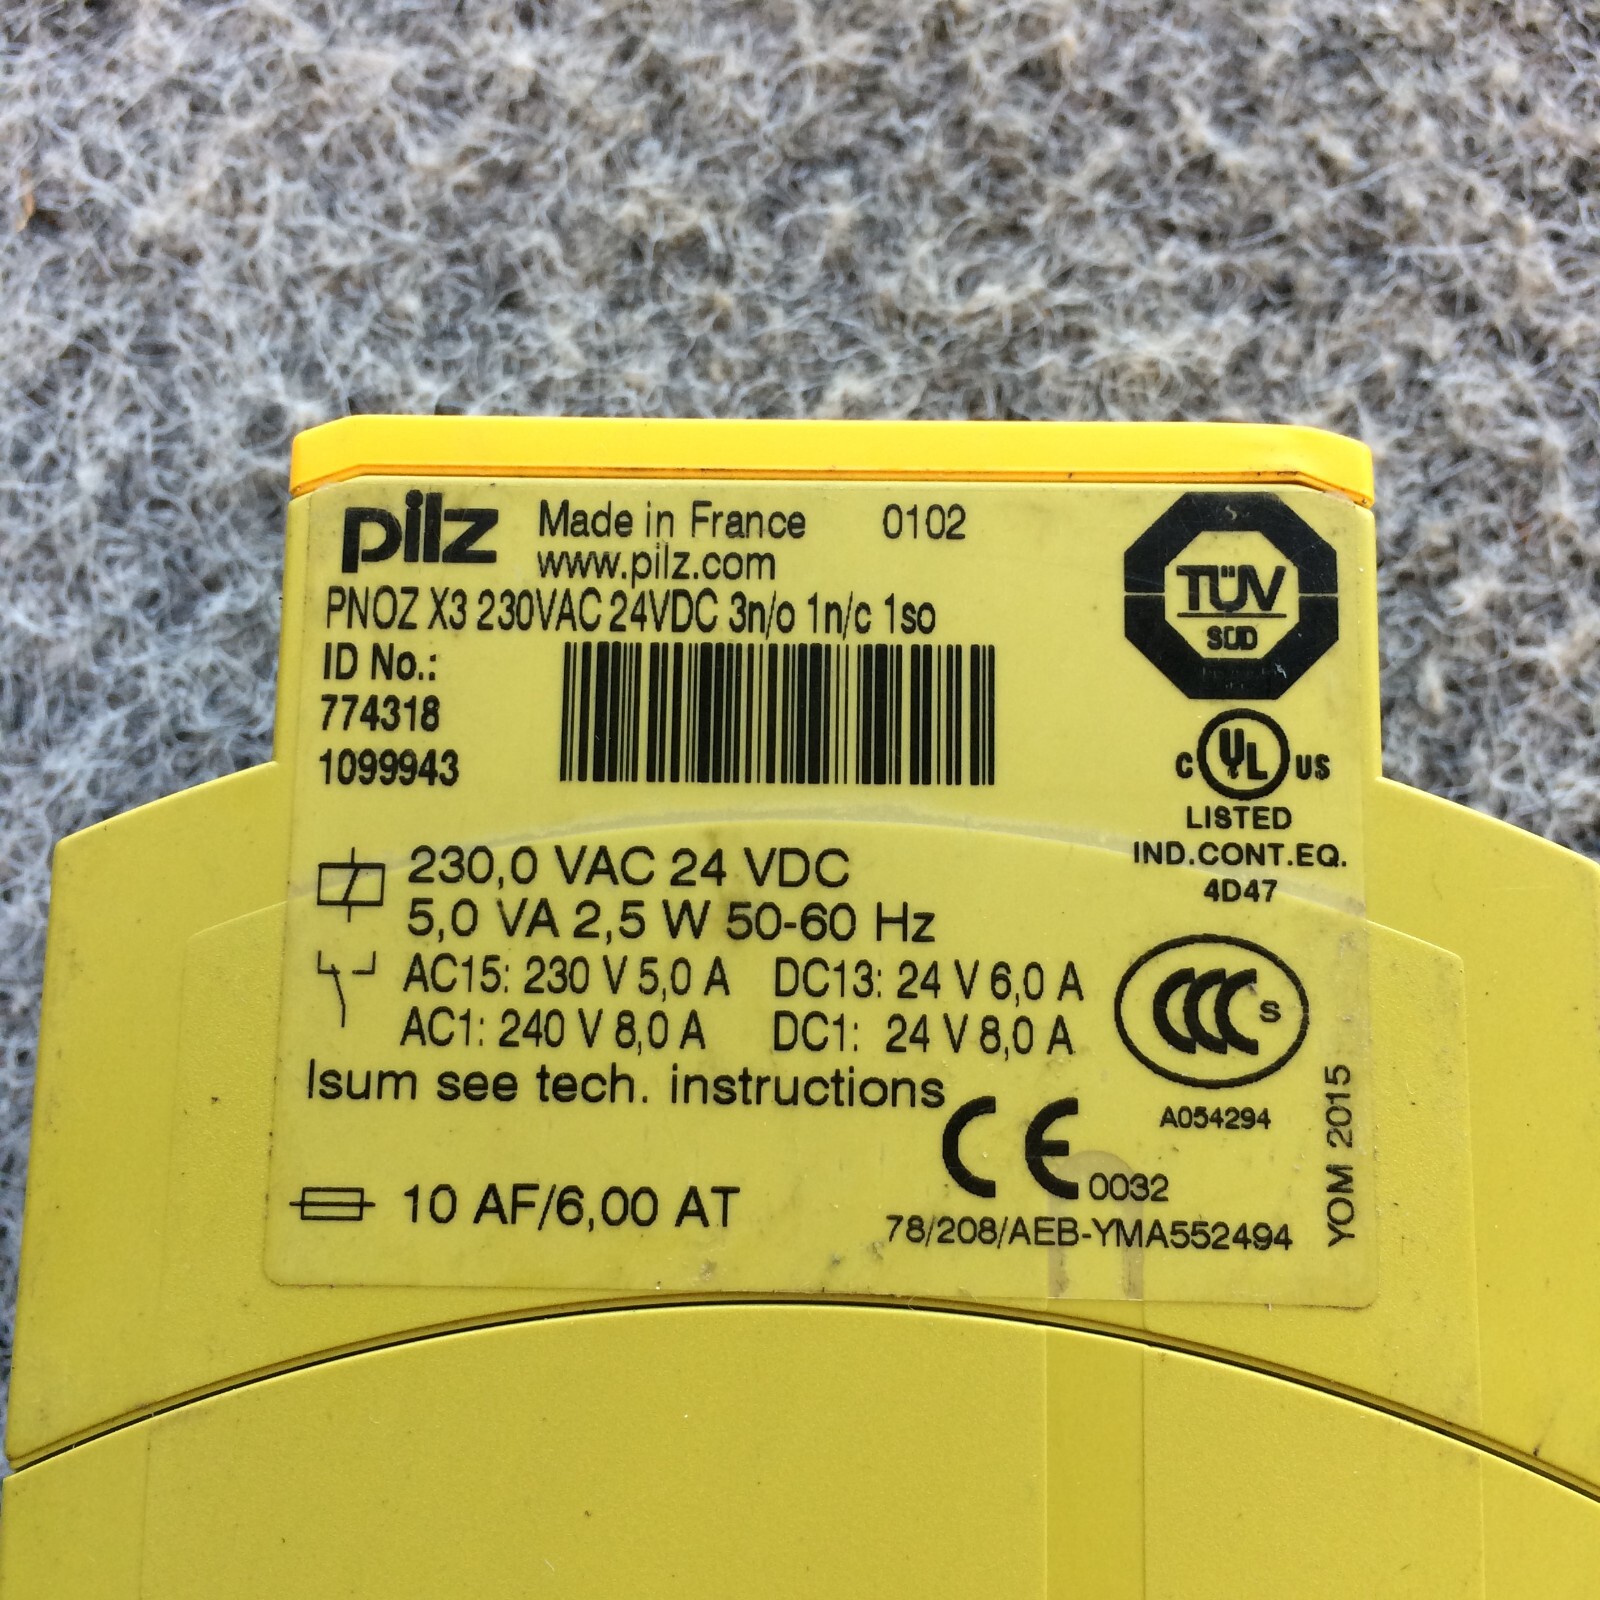 pilz Made in France 0102
www.pilz.com
PNOZ X3 230VAC 24VDC 3n/o 1n/c 1so
ID No.:
774318
1099943
TÜV
SÜD
C UL US
LISTED
IND.CONT.EQ.
4D47
230,0 VAC 24 VDC
5,0 VA 2,5 W 50-60 Hz
AC15: 230 V 5,0 A DC13: 24 V 6,0 A
AC1: 240 V 8,0 A DC1: 24 V 8,0 A
Isum see tech. instructions
CCC S
A054294
CE 0032
10 AF/6,00 AT
78/208/AEB-YMA552494
YOM 2015